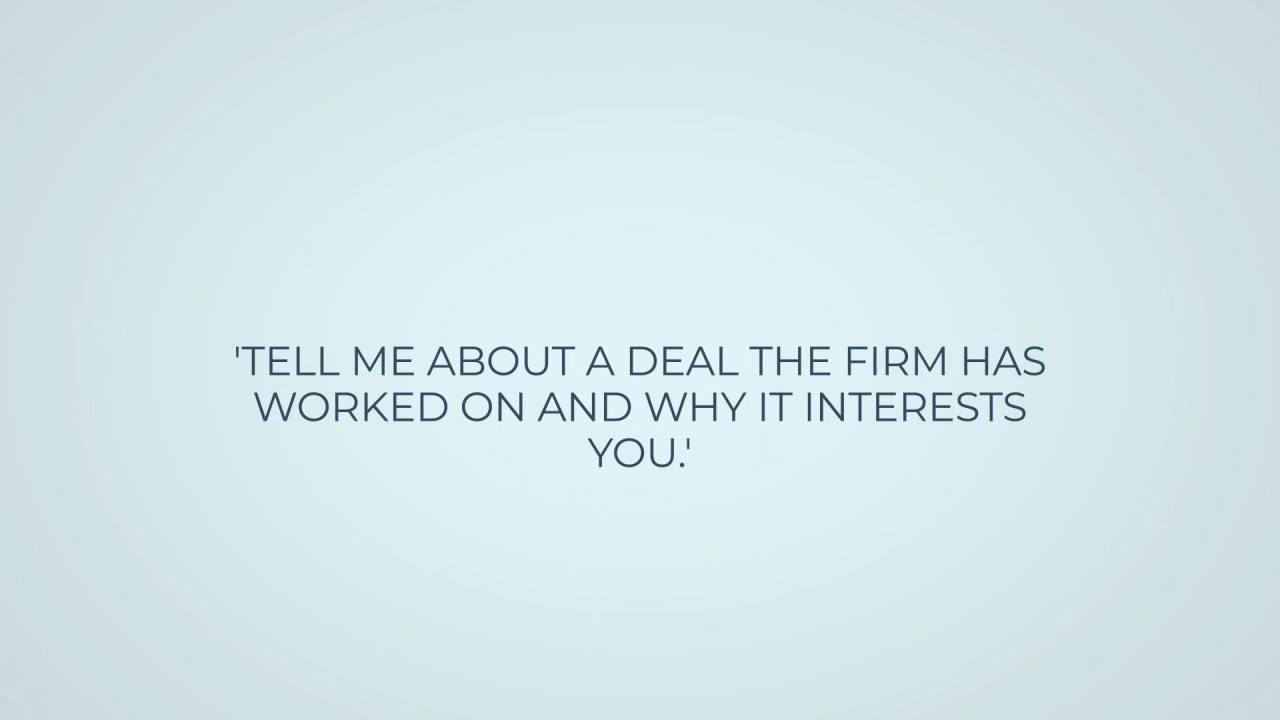 'TELL ME ABOUT A DEAL THE FIRM HAS
WORKED ON AND WHY IT INTERESTS
YOU.'